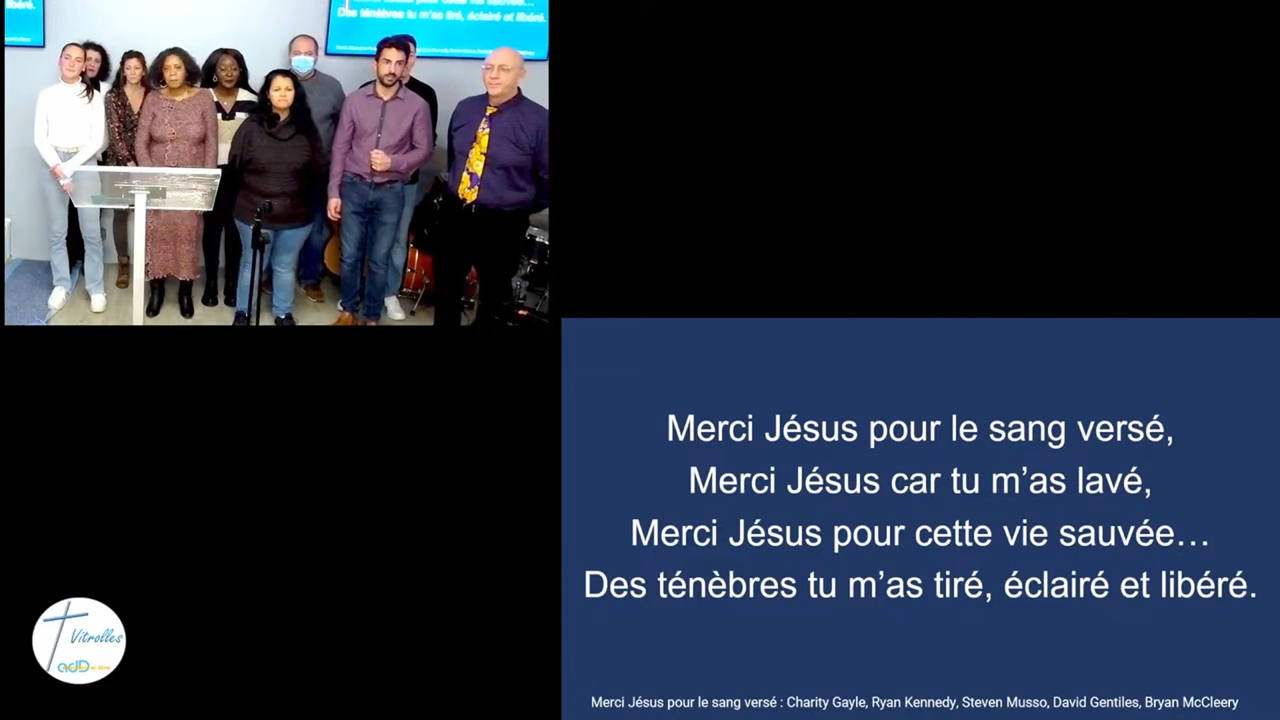 libéré.
Des ténèbres tu m'as tiré, éclairé et libéré.
Merci Jésus pour le sang versé,
Merci Jésus car tu m'as lavé,
Merci Jésus pour cette vie sauvée…
Des ténèbres tu m'as tiré, éclairé et libéré.
Vitrolles
adD
Merci Jésus pour le sang versé : Charity Gayle, Ryan Kennedy, Steven Musso, David Gentiles, Bryan McCleery